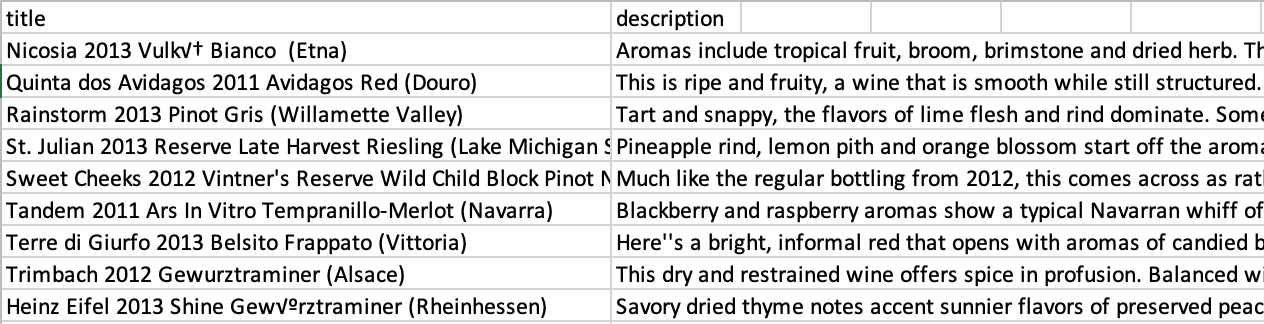 title description
Nicosia 2013 Vulk√† Bianco  (Etna) Aromas include tropical fruit, broom, brimstone and dried herb.
Quinta dos Avidagos 2011 Avidagos Red (Douro) This is ripe and fruity, a wine that is smooth while still structured.
Rainstorm 2013 Pinot Gris (Willamette Valley) Tart and snappy, the flavors of lime flesh and rind dominate. Some
St. Julian 2013 Reserve Late Harvest Riesling (Lake Michigan Pineapple rind, lemon pith and orange blossom start off the
Sweet Cheeks 2012 Vintner's Reserve Wild Child Block Pinot Much like the regular bottling from 2012, this comes across as
Tandem 2011 Ars In Vitro Tempranillo-Merlot (Navarra) Blackberry and raspberry aromas show a typical Navarran whiff of
Terre di Giurfo 2013 Belsito Frappato (Vittoria) Here''s a bright, informal red that opens with aromas of candied
Trimbach 2012 Gewurztraminer (Alsace) This dry and restrained wine offers spice in profusion. Balanced
Heinz Eifel 2013 Shine Gew√ºrztraminer (Rheinhessen) Savory dried thyme notes accent sunnier flavors of preserved